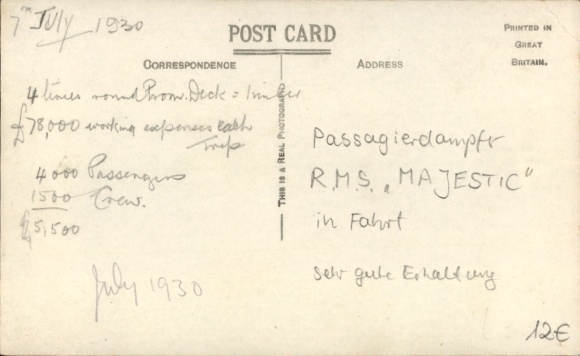 7th July 1930
POST CARD
PRINTED IN
GREAT
BRITAIN.
CORRESPONDENCE
ADDRESS
THIS IS A REAL PHOTOGRAPH
4 times round Prom. Deck = 1 mile
£78,000 working expenses each
Trip
4000 Passengers
1500 Crew.
5,500
July 1930
Passagierdampfr
R.M.S. „MAJESTIC“
in Fahrt
sehr gute Erhaltung
12€